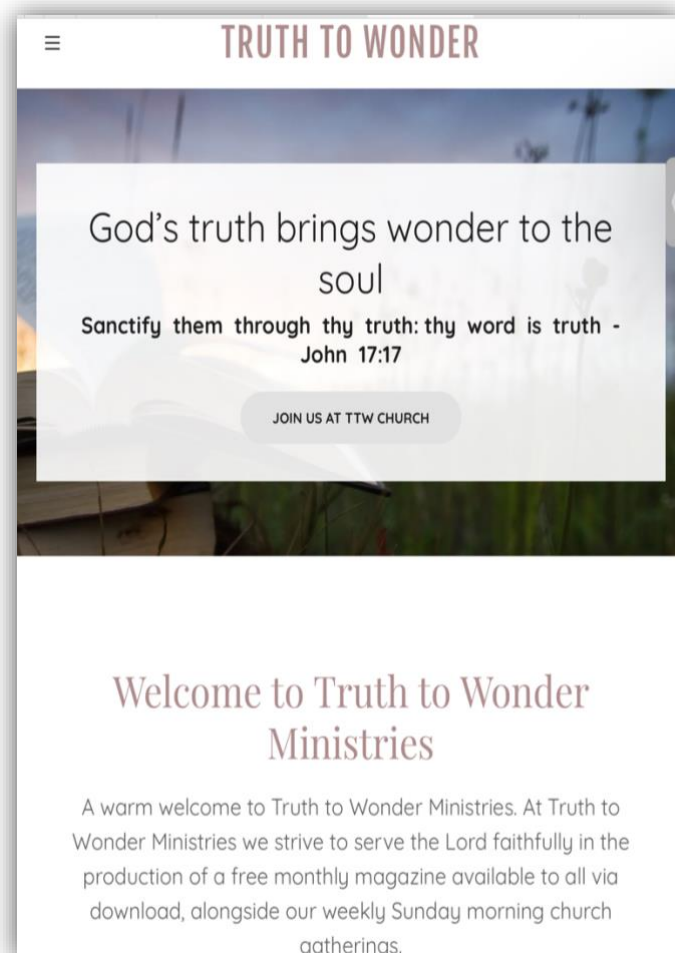 TRUTH TO WONDER
God's truth brings wonder to the
soul
Sanctify them through thy truth: thy word is truth -
John 17:17
JOIN US AT TTW CHURCH
Welcome to Truth to Wonder
Ministries
A warm welcome to Truth to Wonder Ministries. At Truth to
Wonder Ministries we strive to serve the Lord faithfully in the
production of a free monthly magazine available to all via
download, alongside our weekly Sunday morning church
gatherings.